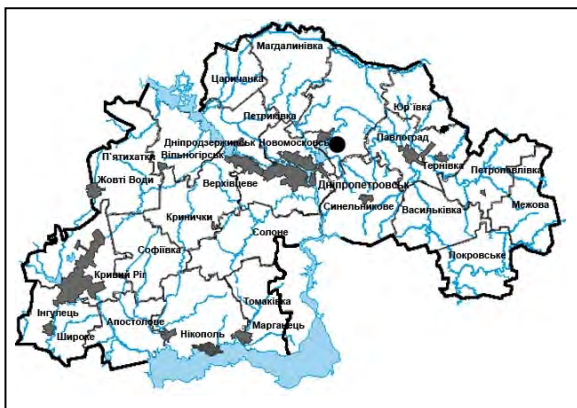 Магдалинівка
Царичанка
Юр'ївка
Петриківка
Дніпродзержинськ
Новомосковськ
Павлоград
П'ятихатки
Вільногірськ
Тернівка
Петропавлівка
Жовті Води
Верхівцеве
Дніпропетровськ
Синельникове
Васильківка
Межова
Кринички
Солоне
Софіївка
Покровське
Кривий Ріг
Томаківка
Інгулець
Апостолове
Широке
Нікополь
Марганець